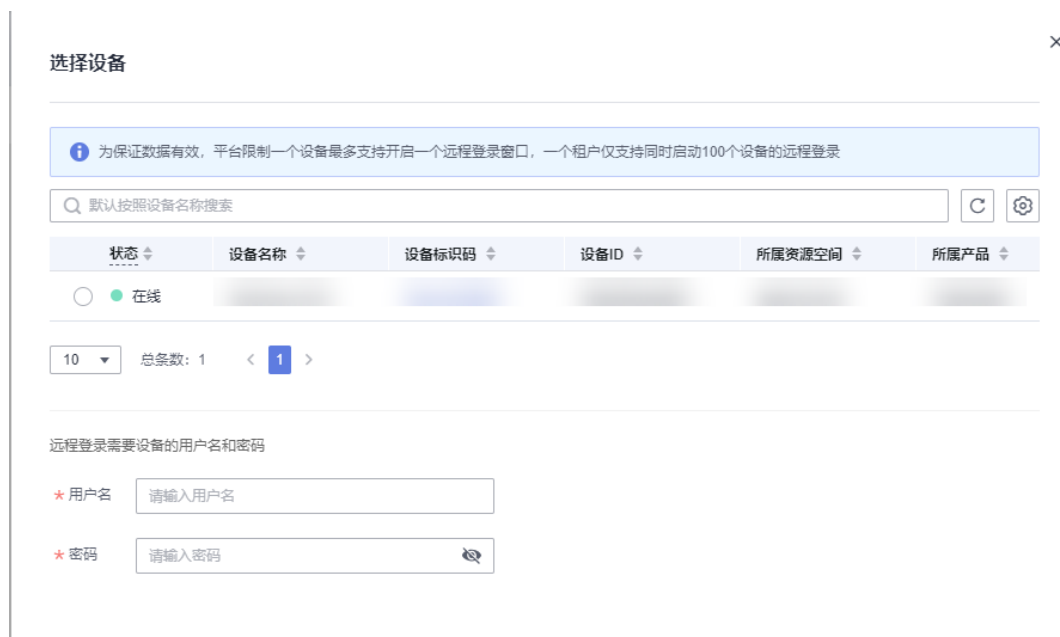 选择设备
为保证数据有效，平台限制一个设备最多支持开启一个远程登录窗口，一个租户仅支持同时启动100个设备的远程登录
默认按照设备名称搜索
状态 设备名称 设备标识码 设备ID 所属资源空间 所属产品
在线
10 总条数：1 < 1 >
远程登录需要设备的用户名和密码
* 用户名 请输入用户名
* 密码 请输入密码